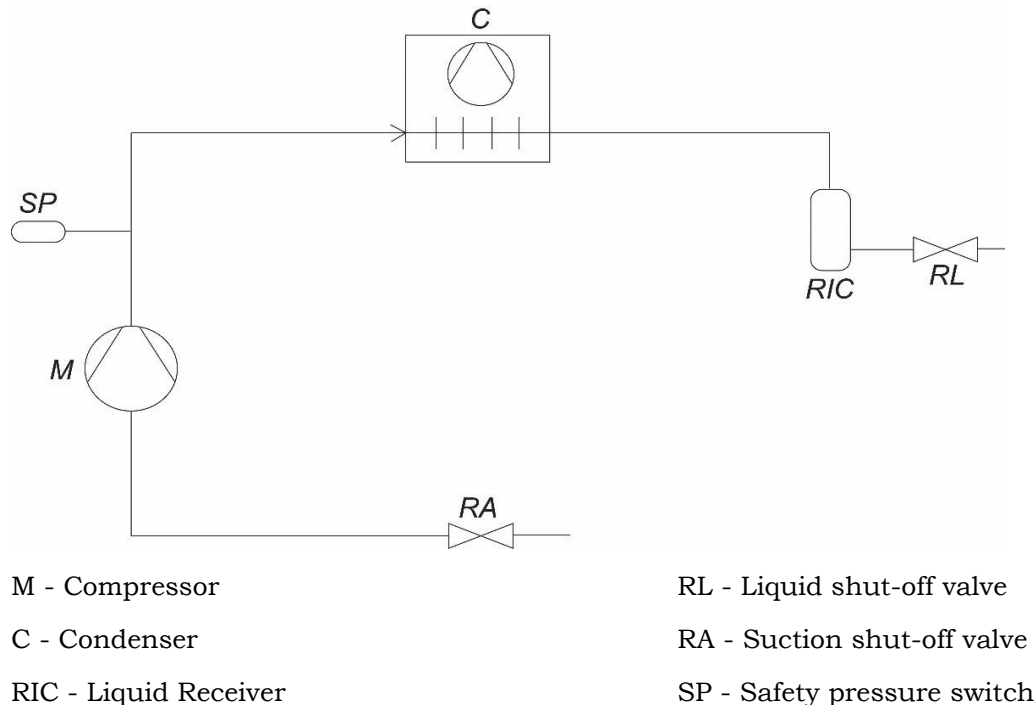 C
SP
RIC
RL
M
RA
M - Compressor
RL - Liquid shut-off valve
C - Condenser
RA - Suction shut-off valve
RIC - Liquid Receiver
SP - Safety pressure switch